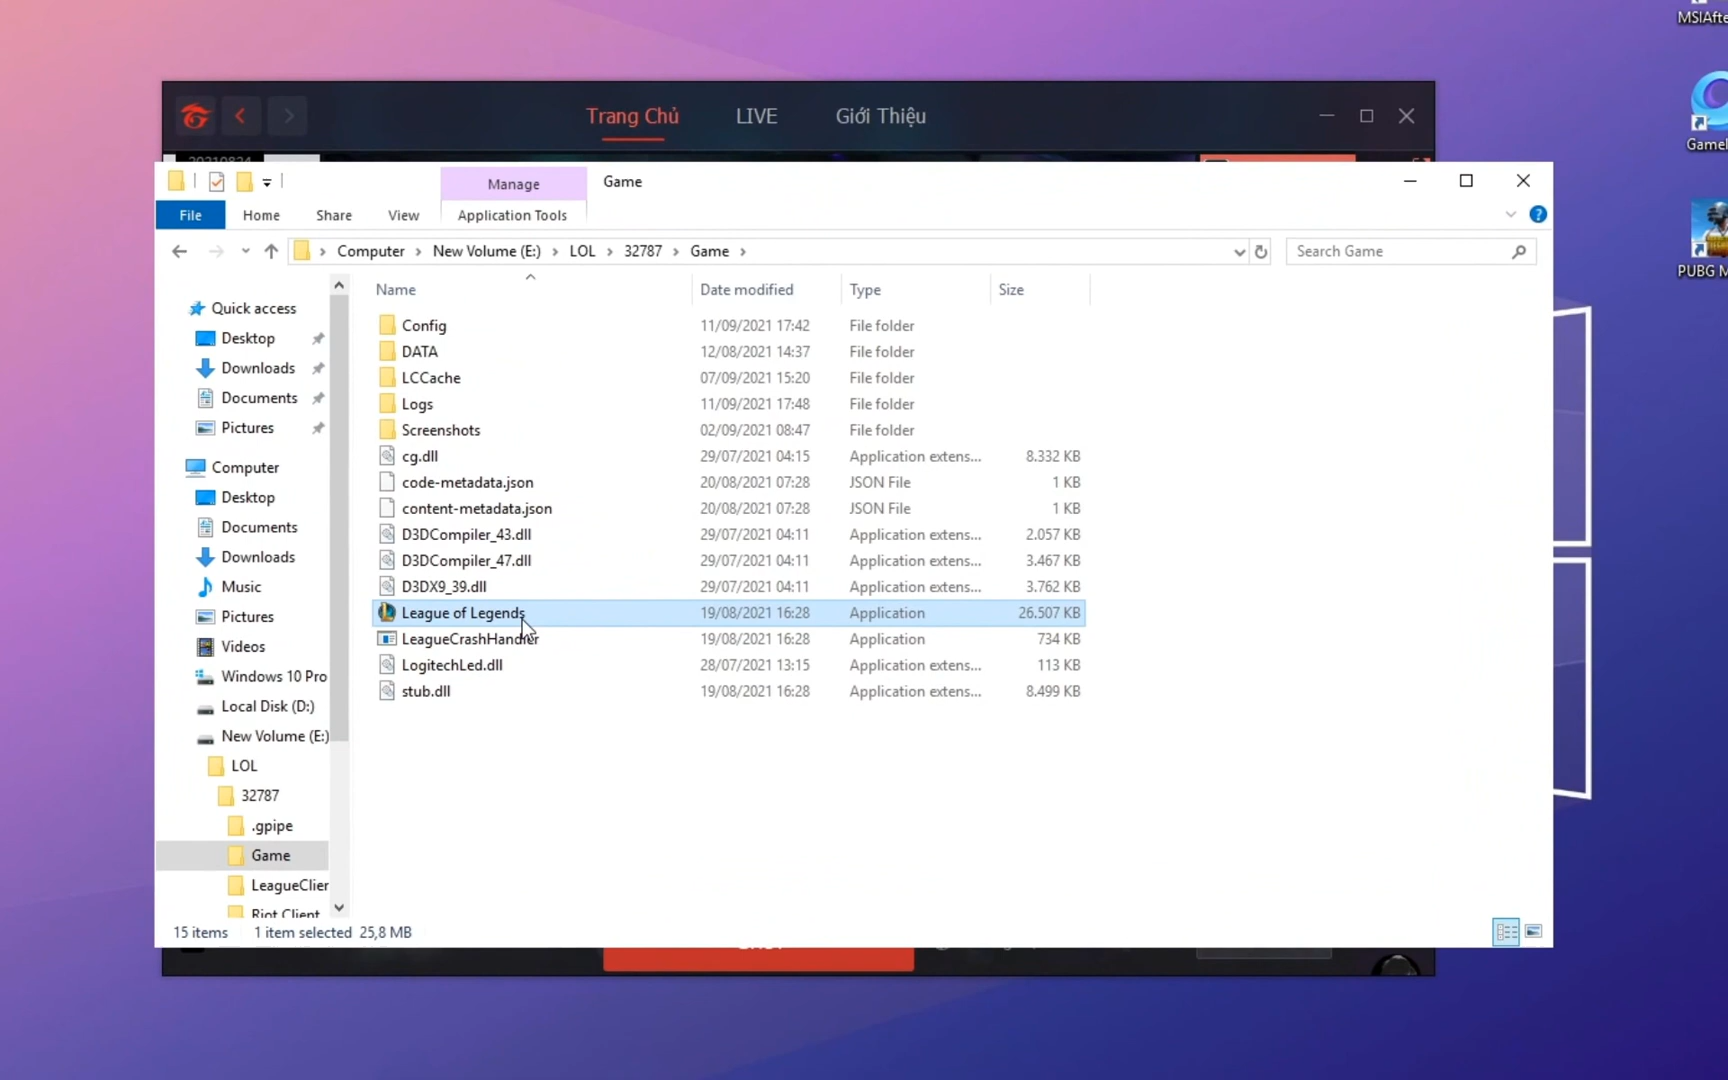 MSIAfte
Trang Chủ LIVE Giới Thiệu
20210824
Manage Game
File Home Share View Application Tools
Computer New Volume (E:) LOL 32787 Game Search Game
Name Date modified Type Size
Config 11/09/2021 17:42 File folder
DATA 12/08/2021 14:37 File folder
LCCache 07/09/2021 15:20 File folder
Logs 11/09/2021 17:48 File folder
Screenshots 02/09/2021 08:47 File folder
cg.dll 29/07/2021 04:15 Application extens... 8.332 KB
code-metadata.json 20/08/2021 07:28 JSON File 1 KB
content-metadata.json 20/08/2021 07:28 JSON File 1 KB
D3DCompiler_43.dll 29/07/2021 04:11 Application extens... 2.057 KB
D3DCompiler_47.dll 29/07/2021 04:11 Application extens... 3.467 KB
D3DX9_39.dll 29/07/2021 04:11 Application extens... 3.762 KB
League of Legends 19/08/2021 16:28 Application 26.507 KB
LeagueCrashHandler 19/08/2021 16:28 Application 734 KB
LogitechLed.dll 28/07/2021 13:15 Application extens... 113 KB
stub.dll 19/08/2021 16:28 Application extens... 8.499 KB
Quick access
Desktop
Downloads
Documents
Pictures
Computer
Desktop
Documents
Downloads
Music
Pictures
Videos
Windows 10 Pro
Local Disk (D:)
New Volume (E:)
LOL
32787
.gpipe
Game
LeagueClier
Riot Client
15 items 1 item selected 25,8 MB
Gamel
PUBG M